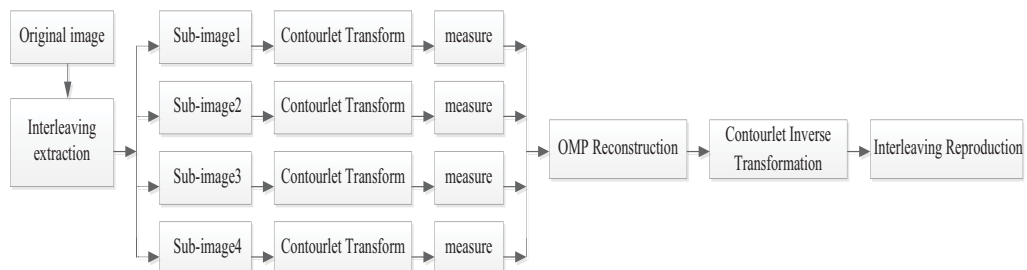 Original image
Interleaving
extraction
Sub-image1
Contourlet Transform
measure
Sub-image2
Contourlet Transform
measure
Sub-image3
Contourlet Transform
measure
Sub-image4
Contourlet Transform
measure
OMP Reconstruction
Contourlet Inverse
Transformation
Interleaving Reproduction